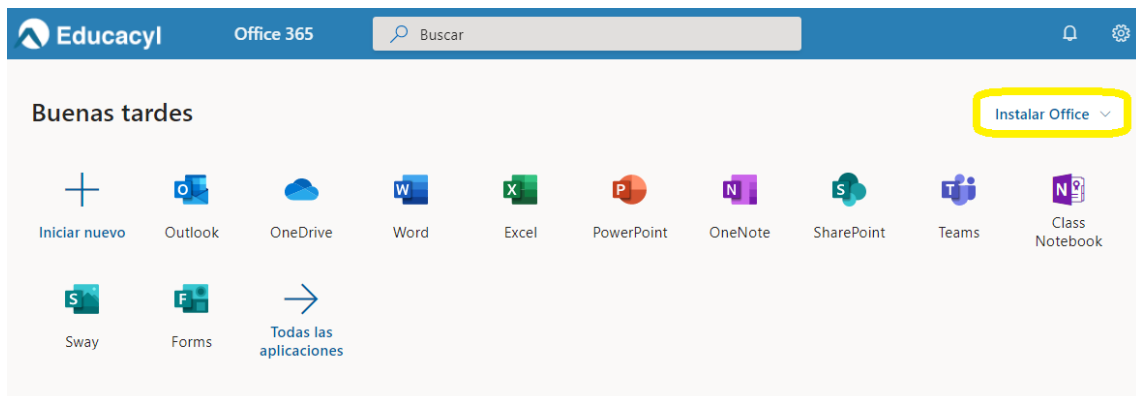 Educacyl
Office 365
Buscar
Buenas tardes
Instalar Office
Iniciar nuevo
Outlook
OneDrive
Word
Excel
PowerPoint
OneNote
SharePoint
Teams
Class
Notebook
Sway
Forms
Todas las
aplicaciones